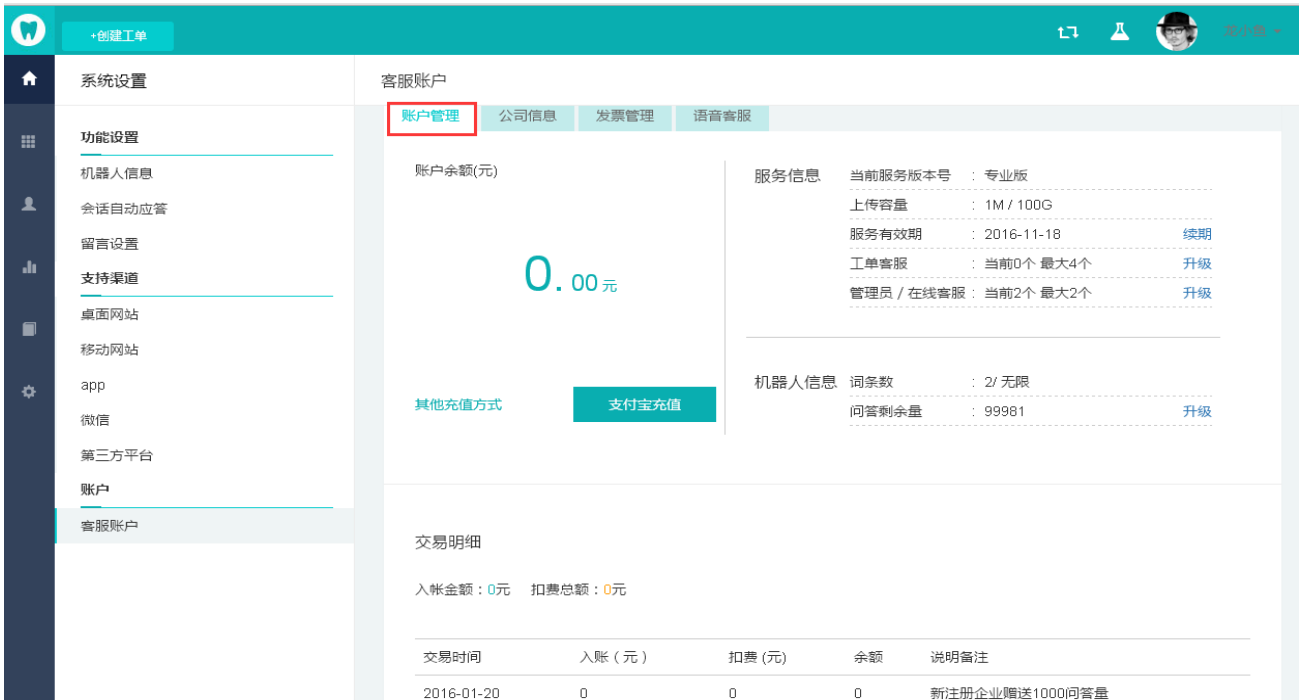 +创建工单
系统设置
功能设置
机器人信息
会话自动应答
留言设置
支持渠道
桌面网站
移动网站
app
微信
第三方平台
账户
客服账户
客服账户
账户管理 公司信息 发票管理 语音客服
账户余额(元)
0.00元
其他充值方式 支付宝充值
服务信息 当前服务版本号 : 专业版
上传容量 : 1M / 100G
服务有效期 : 2016-11-18 续期
工单客服 : 当前0个 最大4个 升级
管理员 / 在线客服 : 当前2个 最大2个 升级
机器人信息 词条数 : 2/ 无限
问答剩余量 : 99981 升级
交易明细
入帐金额：0元 扣费总额：0元
交易时间 入账（元） 扣费 (元) 余额 说明备注
2016-01-20 0 0 0 新注册企业赠送1000问答量